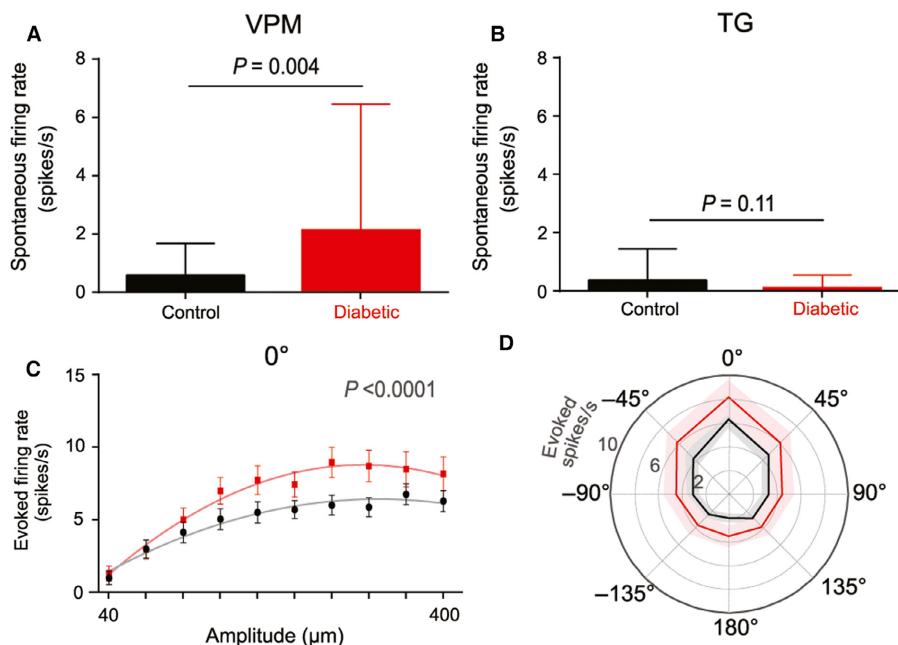 A
VPM
Spontaneous firing rate
(spikes/s)
8
6
4
2
0
P = 0.004
Control
Diabetic
B
TG
Spontaneous firing rate
(spikes/s)
8
6
4
2
0
P = 0.11
Control
Diabetic
C
0°
P <0.0001
Evoked firing rate
(spikes/s)
15
10
5
0
40
400
Amplitude (µm)
D
0°
45°
90°
135°
180°
−135°
−90°
−45°
Evoked
spikes/s
10
6
2